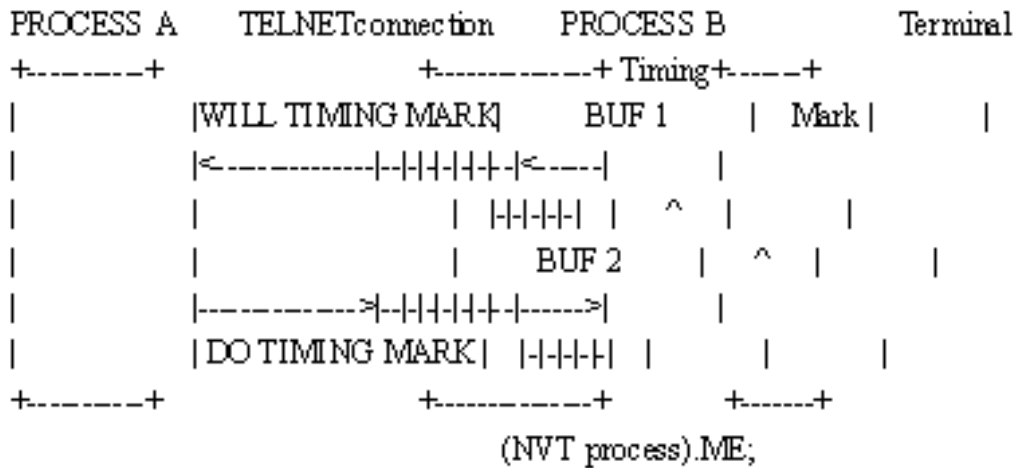 PROCESS A TELNETconnection PROCESS B Terminal
+-----------+ +--------------+ Timing+-------+
| |WILL TIMING MARK| BUF 1 | Mark | |
| |<---------------|--|-|-|-|-|-|--|<------| |
| | | |-|-|-|-|-| | ^ | |
| | | BUF 2 | ^ | |
| |--------------->|--|-|-|-|-|-|--|------>| |
| | DO TIMING MARK | |-|-|-|-|-| | | |
+-----------+ +--------------+ +-------+
(NVT process).ME;